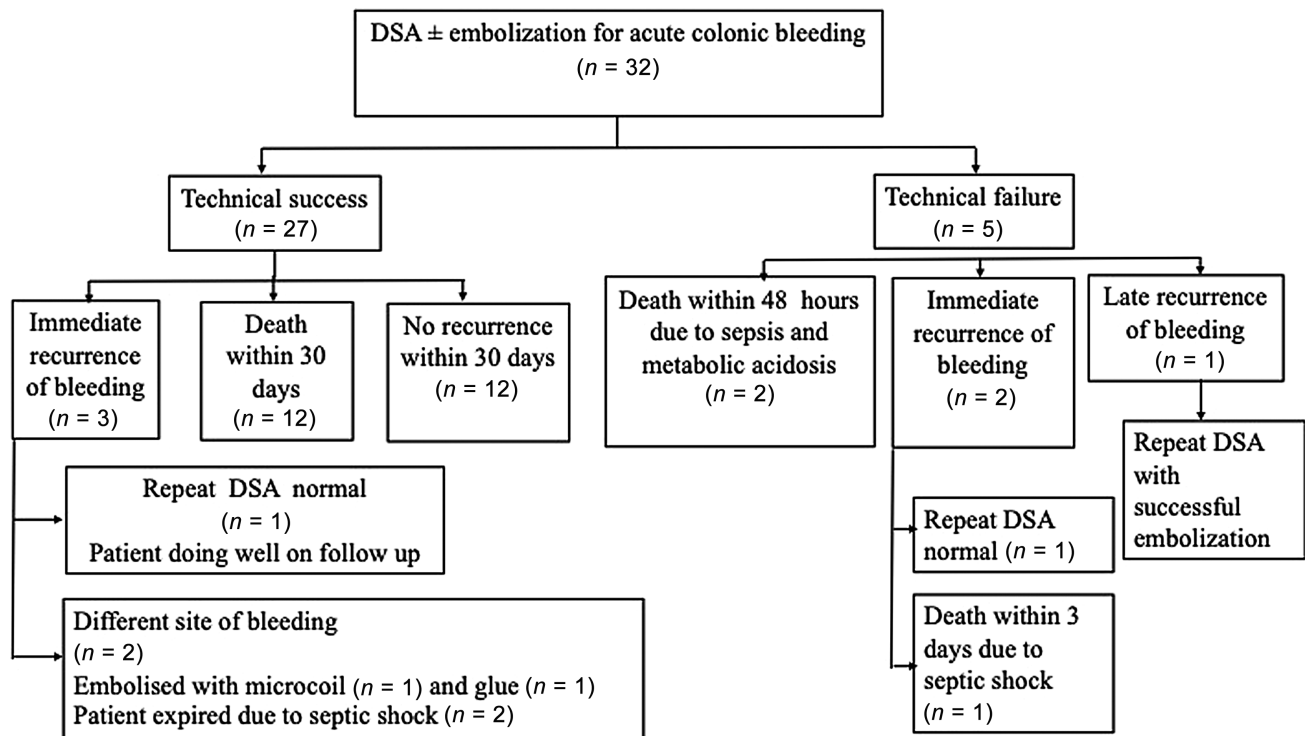 DSA ± embolization for acute colonic bleeding
(n = 32)
Technical success
(n = 27)
Technical failure
(n = 5)
Immediate
recurrence
of bleeding
(n = 3)
Death
within 30
days
(n = 12)
No recurrence
within 30 days
(n = 12)
Death within 48 hours
due to sepsis and
metabolic acidosis
(n = 2)
Immediate
recurrence of
bleeding
(n = 2)
Late recurrence
of bleeding
(n = 1)
Repeat DSA normal
(n = 1)
Patient doing well on follow up
Different site of bleeding
(n = 2)
Embolised with microcoil (n = 1) and glue (n = 1)
Patient expired due to septic shock (n = 2)
Repeat DSA
normal (n = 1)
Death within 3
days due to
septic shock
(n = 1)
Repeat DSA
with
successful
embolization